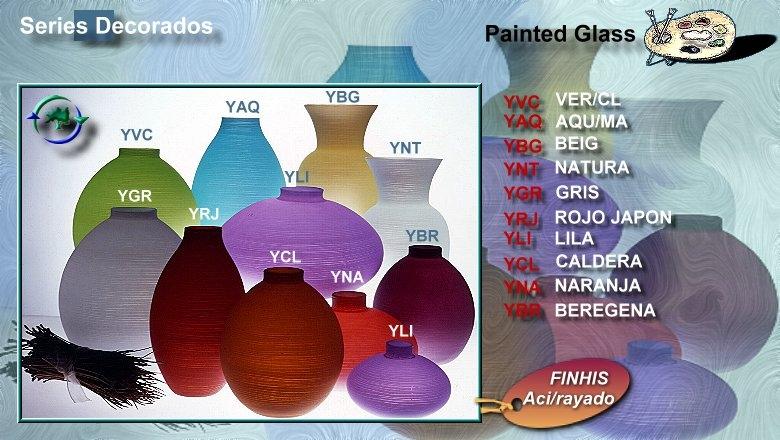 Series Decorados
Painted Glass
YVC
YAQ
YBG
YNT
YLI
YGR
YRJ
YBR
YCL
YNA
YLI
YVC VER/CL
YAQ AQU/MA
YBG BEIG
YNT NATURA
YGR GRIS
YRJ ROJO JAPON
YLI LILA
YCL CALDERA
YNA NARANJA
YBR BEREGENA
FINHIS
Aci/rayado